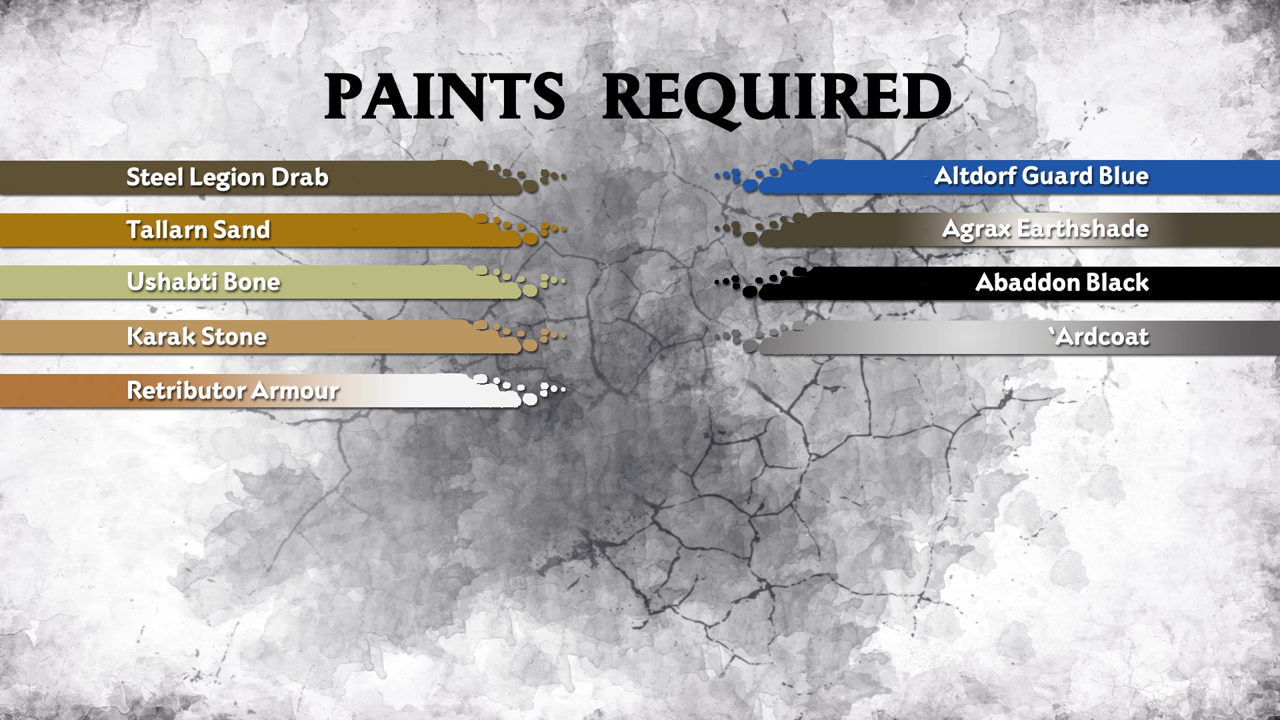 PAINTS REQUIRED
Steel Legion Drab
Tallarn Sand
Ushabti Bone
Karak Stone
Retributor Armour
Altdorf Guard Blue
Agrax Earthshade
Abaddon Black
`Ardcoat